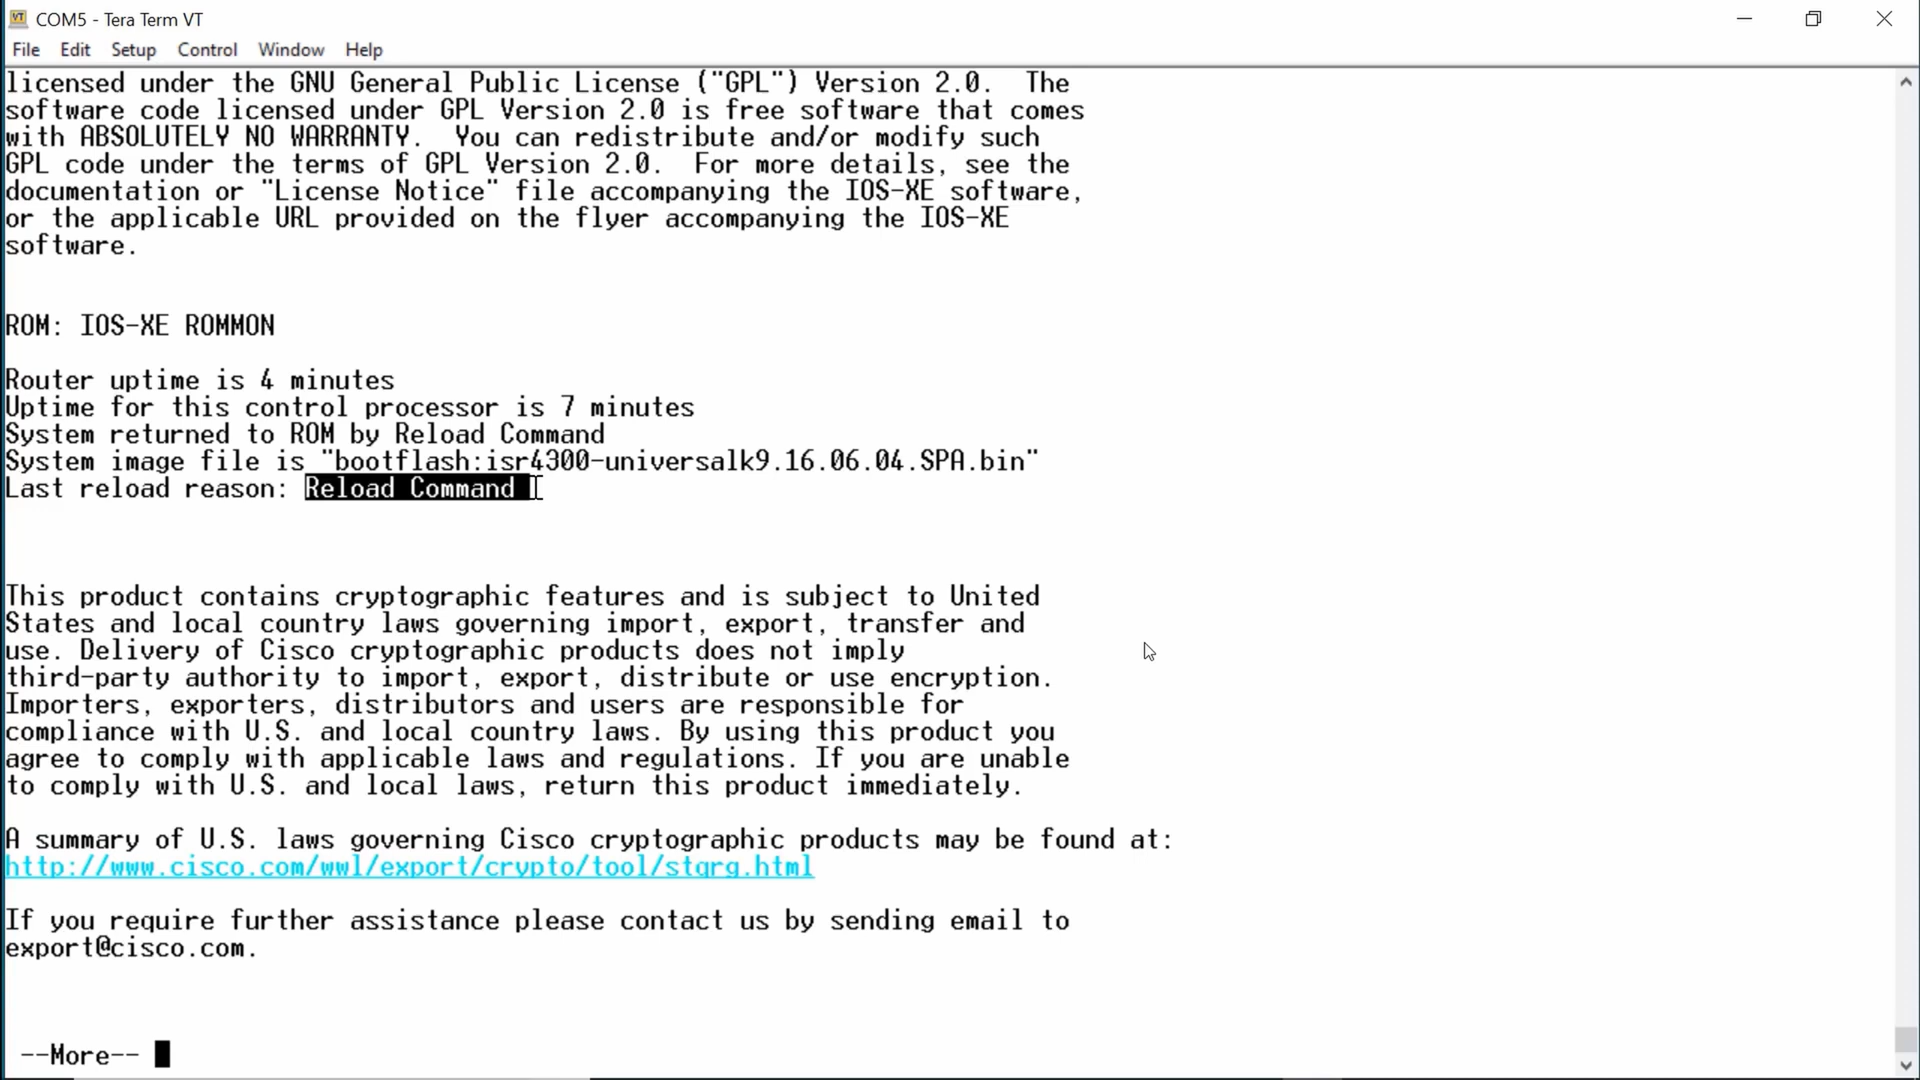 COM5 - Tera Term VT
File Edit Setup Control Window Help
licensed under the GNU General Public License ("GPL") Version 2.0.  The
software code licensed under GPL Version 2.0 is free software that comes
with ABSOLUTELY NO WARRANTY.  You can redistribute and/or modify such
GPL code under the terms of GPL Version 2.0.  For more details, see the
documentation or "License Notice" file accompanying the IOS-XE software,
or the applicable URL provided on the flyer accompanying the IOS-XE
software.
ROM: IOS-XE ROMMON
Router uptime is 4 minutes
Uptime for this control processor is 7 minutes
System returned to ROM by Reload Command
System image file is "bootflash:isr4300-universalk9.16.06.04.SPA.bin"
Last reload reason: Reload Command
This product contains cryptographic features and is subject to United
States and local country laws governing import, export, transfer and
use. Delivery of Cisco cryptographic products does not imply
third-party authority to import, export, distribute or use encryption.
Importers, exporters, distributors and users are responsible for
compliance with U.S. and local country laws. By using this product you
agree to comply with applicable laws and regulations. If you are unable
to comply with U.S. and local laws, return this product immediately.
A summary of U.S. laws governing Cisco cryptographic products may be found at:
http://www.cisco.com/wwl/export/crypto/tool/stqrg.html
If you require further assistance please contact us by sending email to
export@cisco.com.
--More--